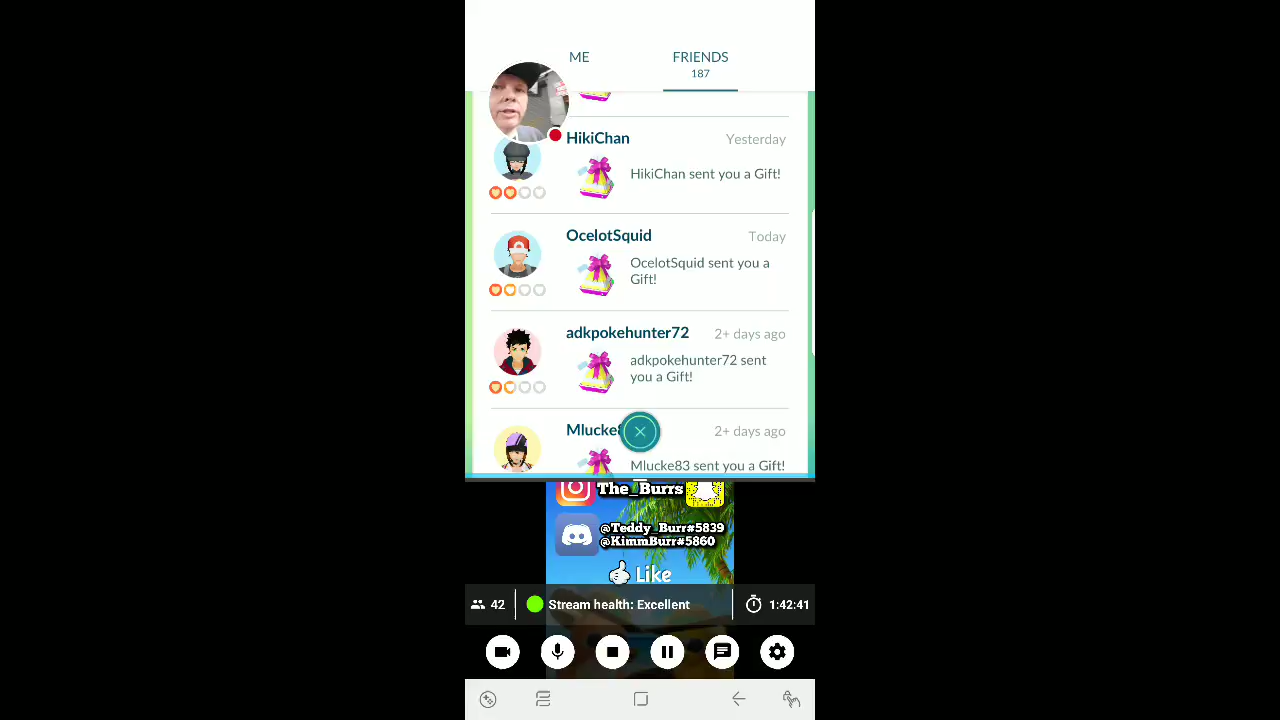 ME
FRIENDS
187
HikiChan
Yesterday
HikiChan sent you a Gift!
OcelotSquid
Today
OcelotSquid sent you a
Gift!
adkpokehunter72
2+ days ago
adkpokehunter72 sent
you a Gift!
2+ days ago
Mlucke83 sent you a Gift!
The_Burrs
@Teddy_Burr#5839
@KimmBurr#5860
Like
42
Stream health: Excellent
1:42:41